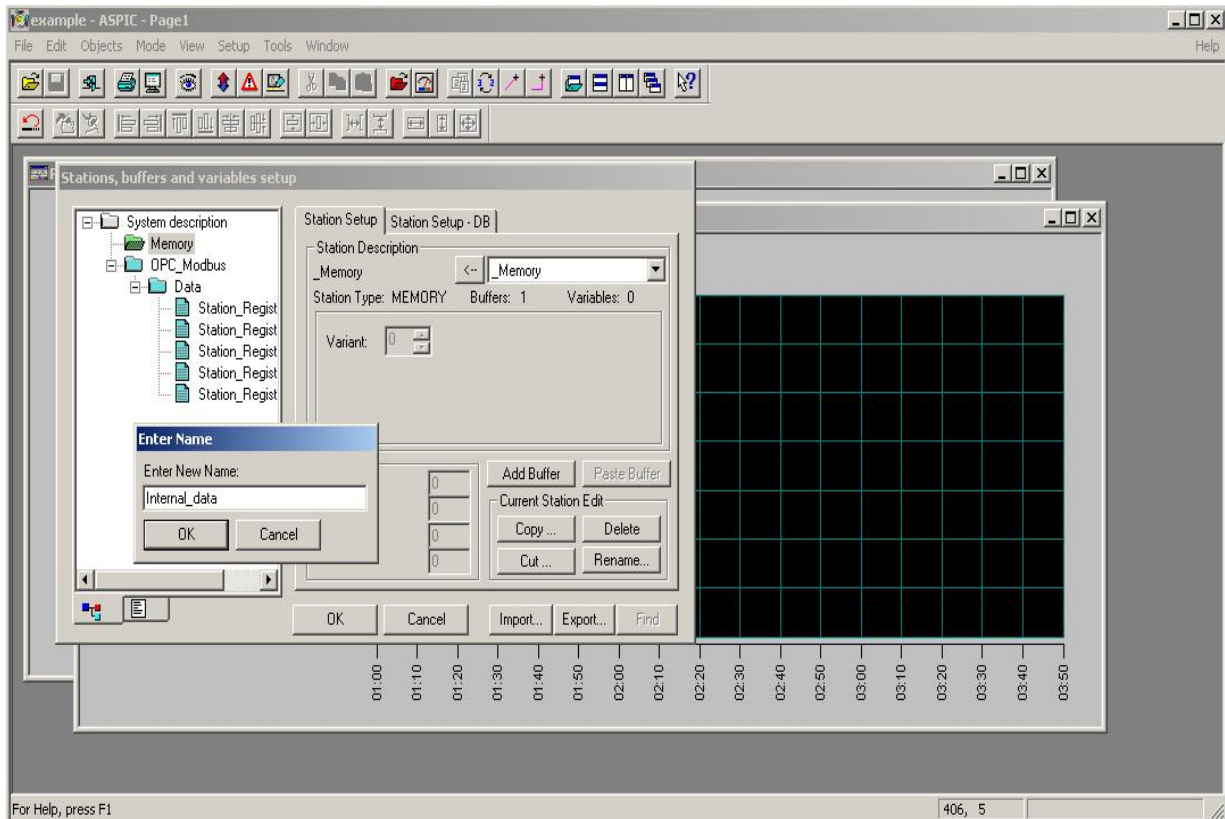 example - ASPIC - Page1
File Edit Objects Mode View Setup Tools Window Help
Stations, buffers and variables setup
System description
Memory
OPC_Modbus
Data
Station_Regist
Station_Regist
Station_Regist
Station_Regist
Station_Regist
Station Setup
Station Setup - DB
Station Description
_Memory
<--
_Memory
Station Type: MEMORY Buffers: 1 Variables: 0
Variant: 0
Enter Name
Enter New Name:
Internal_data
OK Cancel
0
0
0
0
Add Buffer Paste Buffer
Current Station Edit
Copy ... Delete
Cut ... Rename...
OK Cancel Import... Export... Find
01:00 01:10 01:20 01:30 01:40 01:50 02:00 02:10 02:20 02:30 02:40 02:50 03:00 03:10 03:20 03:30 03:40 03:50
For Help, press F1
406, 5